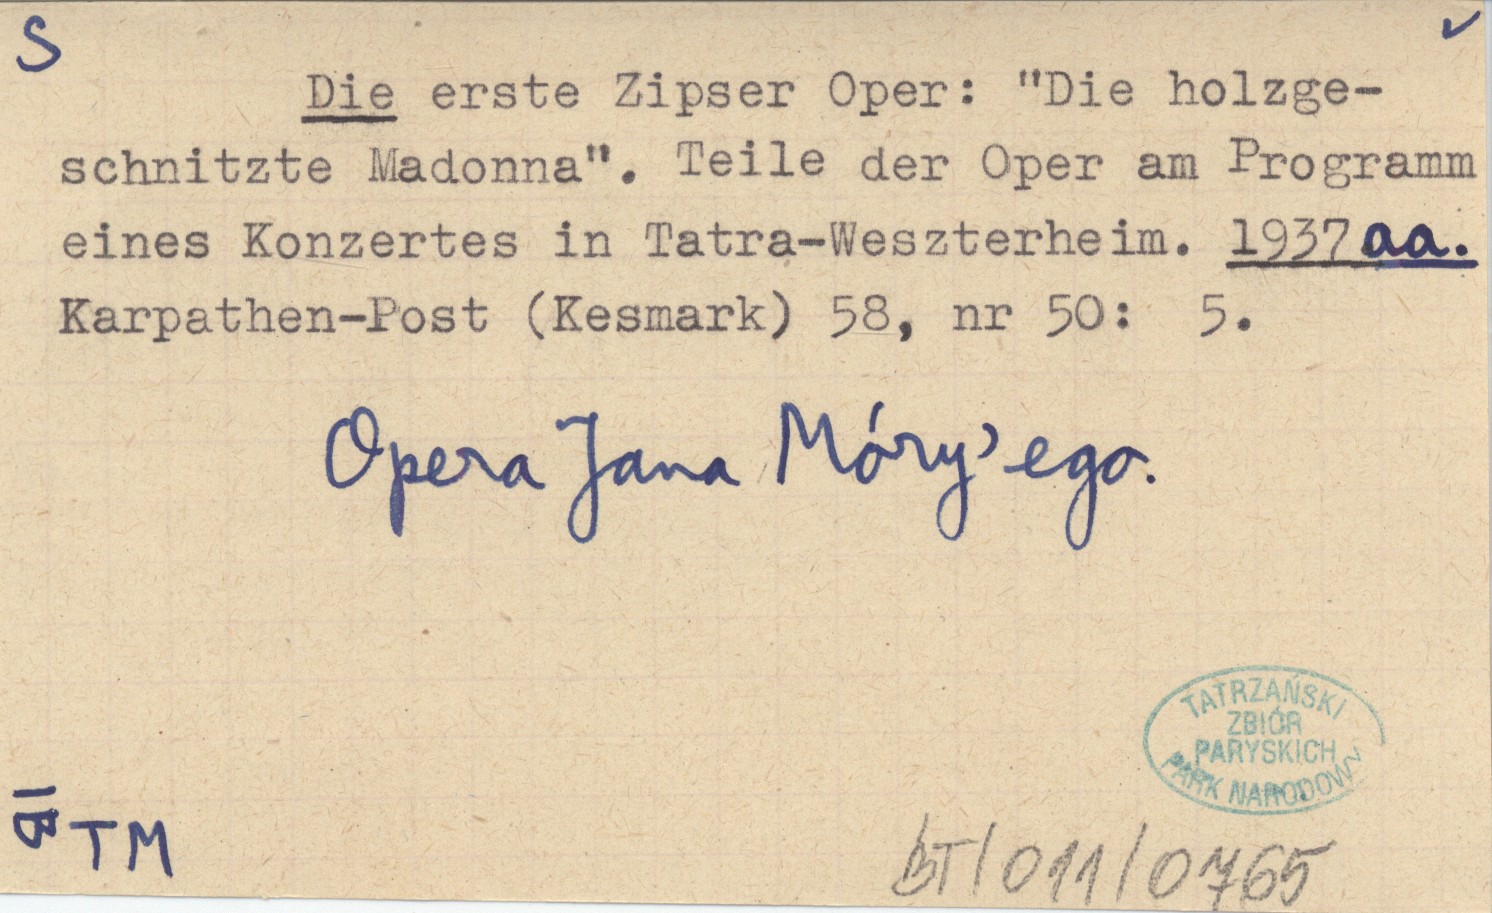 S
Die erste Zipser Oper: "Die holzge-
schnitzte Madonna". Teile der Oper am Programm
eines Konzertes in Tatra-Weszterheim. 1937 aa.
Karpathen-Post (Kesmark) 58, nr 50: 5.
Opera Jana Móry'ego.
TATRZAŃSKI
ZBIÓR
PARYSKICH
PARK NARODOWY
TM
BT/011/0765